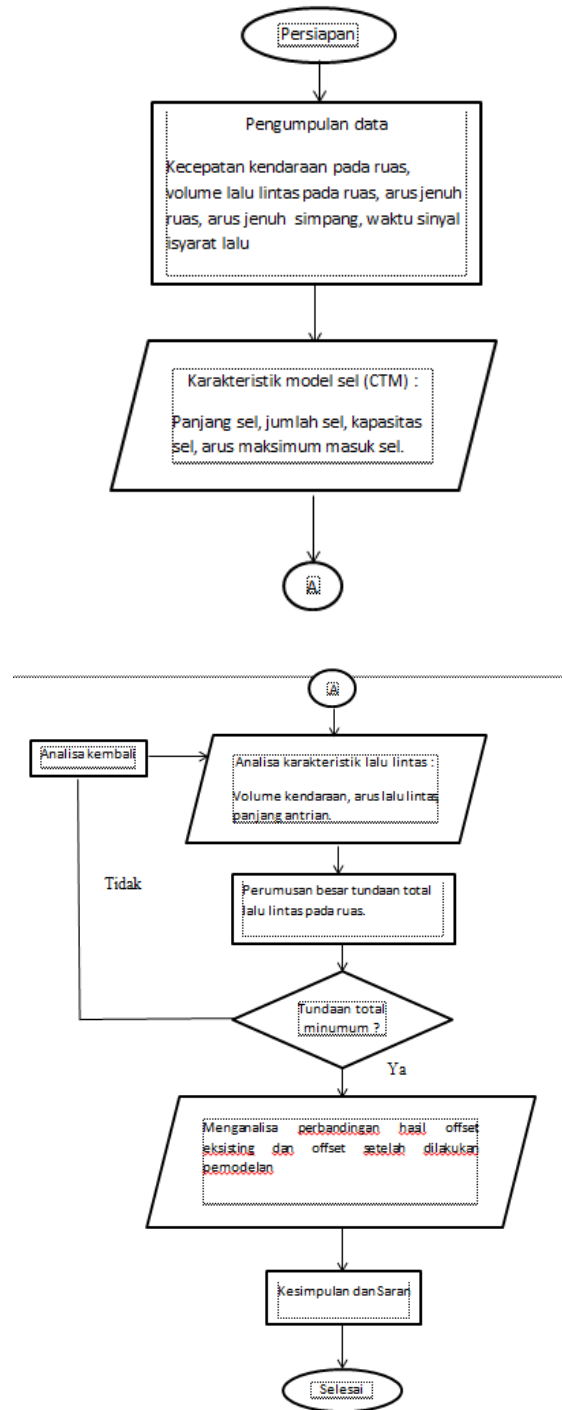 Persiapan
Pengumpulan data
Kecepatan kendaraan pada ruas,
volume lalu lintas pada ruas, arus jenuh
ruas, arus jenuh simpang, waktu sinyal
isyarat lalu
Karakteristik model sel (CTM) :
Panjang sel, jumlah sel, kapasitas
sel, arus maksimum masuk sel.
A
A
Analisa kembali
Analisa karakteristik lalu lintas :
Volume kendaraan, arus lalu lintas
panjang antrian.
Tidak
Perumusan besar tundaan total
lalu lintas pada ruas.
Tundaan total
minumum ?
Ya
Menganalisa perbandingan hasil offset
eksisting dan offset setelah dilakukan
pemodelan
Kesimpulan dan Saran
Selesai